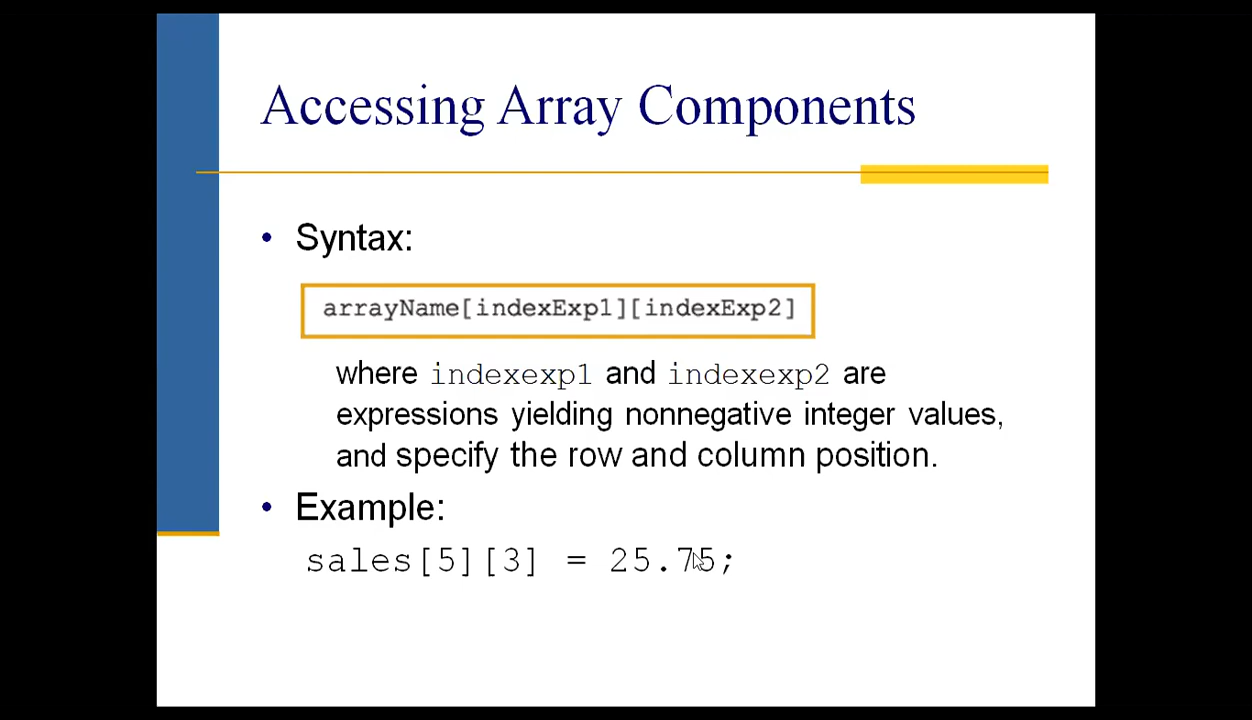 Accessing Array Components
• Syntax:
arrayName[indexExp1][indexExp2]
where indexexp1 and indexexp2 are
expressions yielding nonnegative integer values,
and specify the row and column position.
• Example:
sales[5][3] = 25.75;